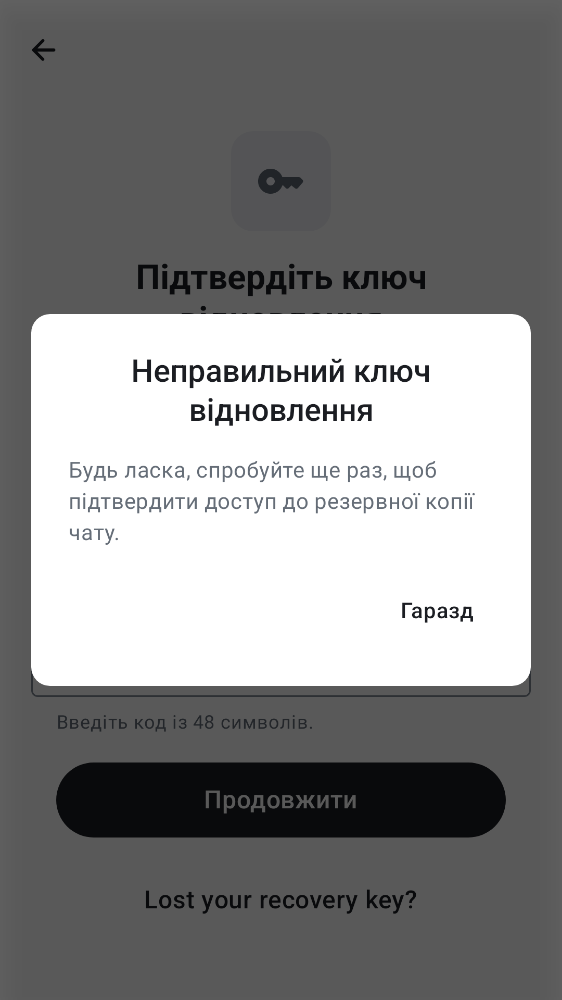 Підтвердіть ключ
відновлення
Неправильний ключ
відновлення
Будь ласка, спробуйте ще раз, щоб
підтвердити доступ до резервної копії
чату.
Гаразд
Введіть код із 48 символів.
Продовжити
Lost your recovery key?